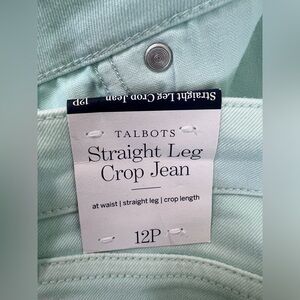 12P Straight Leg Crop Jean
TALBOTS
Straight Leg
Crop Jean
at waist | straight leg | crop length
12P